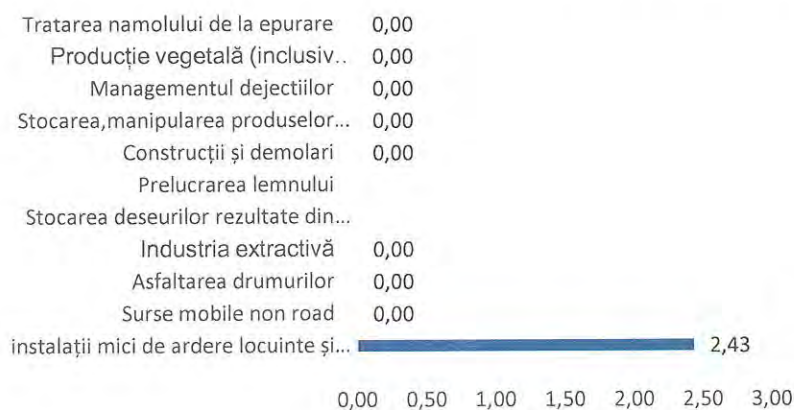 Tratarea namolului de la epurare 0,00
Producție vegetală (inclusiv.. 0,00
Managementul dejectiilor 0,00
Stocarea,manipularea produselor... 0,00
Construcții și demolari 0,00
Prelucrarea lemnului
Stocarea deseurilor rezultate din...
Industria extractivă 0,00
Asfaltarea drumurilor 0,00
Surse mobile non road 0,00
instalații mici de ardere locuinte și... 2,43
0,00 0,50 1,00 1,50 2,00 2,50 3,00